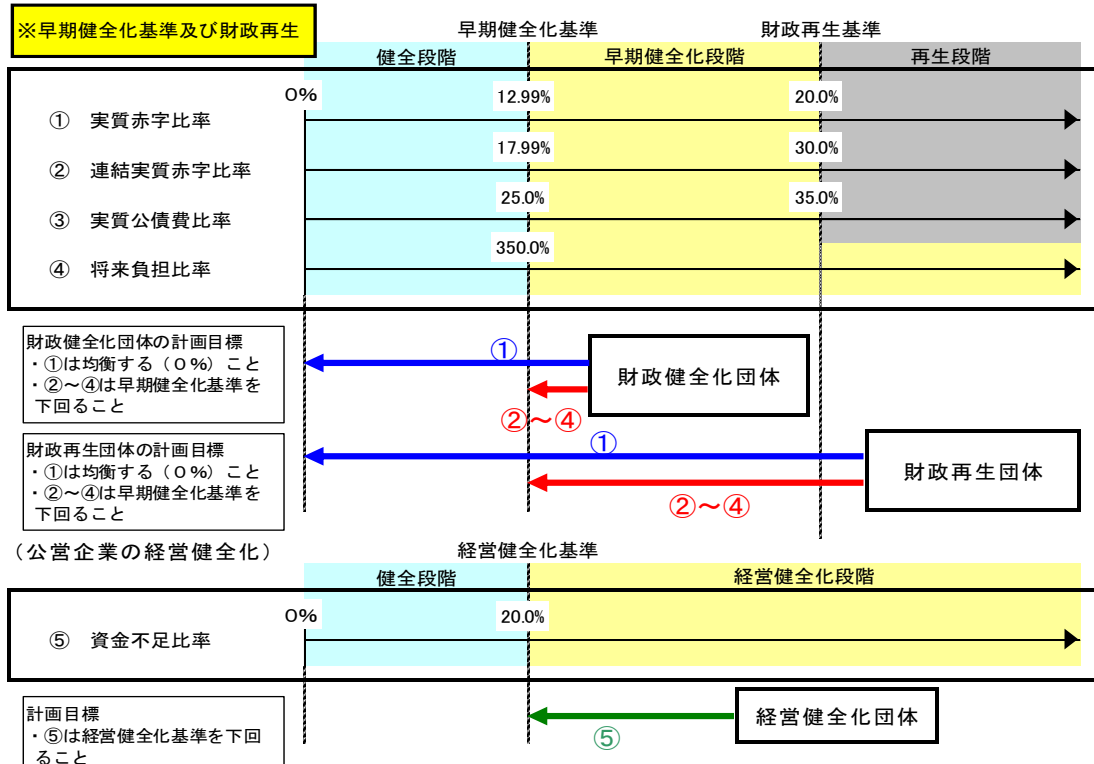 ※早期健全化基準及び財政再生
早期健全化基準
財政再生基準
健全段階
早期健全化段階
再生段階
0%
12.99%
20.0%
① 実質赤字比率
17.99%
30.0%
② 連結実質赤字比率
25.0%
35.0%
③ 実質公債費比率
350.0%
④ 将来負担比率
財政健全化団体の計画目標
・①は均衡する(0%)こと
・②~④は早期健全化基準を
下回ること
①
②~④
財政健全化団体
財政再生団体の計画目標
・①は均衡する(0%)こと
・②~④は早期健全化基準を
下回ること
①
②~④
財政再生団体
(公営企業の経営健全化)
経営健全化基準
健全段階
経営健全化段階
0%
20.0%
⑤ 資金不足比率
計画目標
・⑤は経営健全化基準を下回
ること
⑤
経営健全化団体